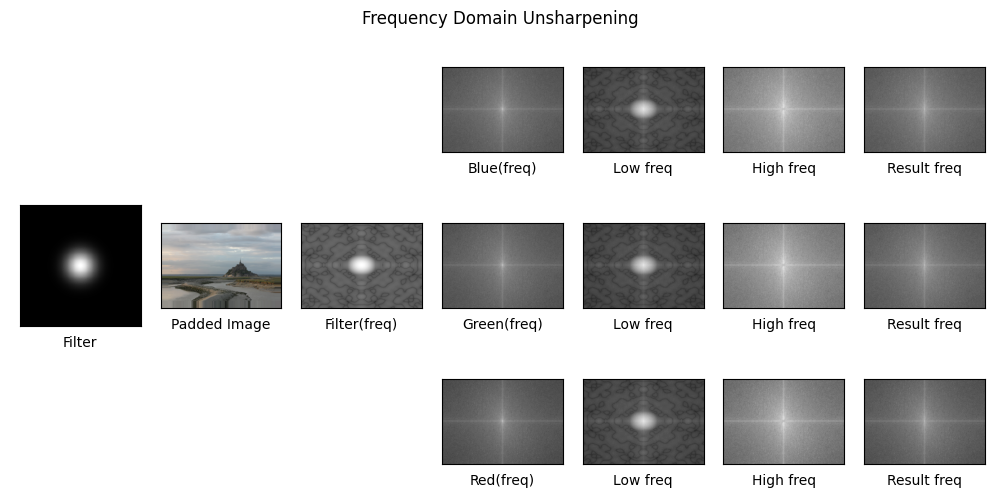 Frequency Domain Unsharpening
Blue(freq)
Low freq
High freq
Result freq
Filter
Padded Image
Filter(freq)
Green(freq)
Low freq
High freq
Result freq
Red(freq)
Low freq
High freq
Result freq